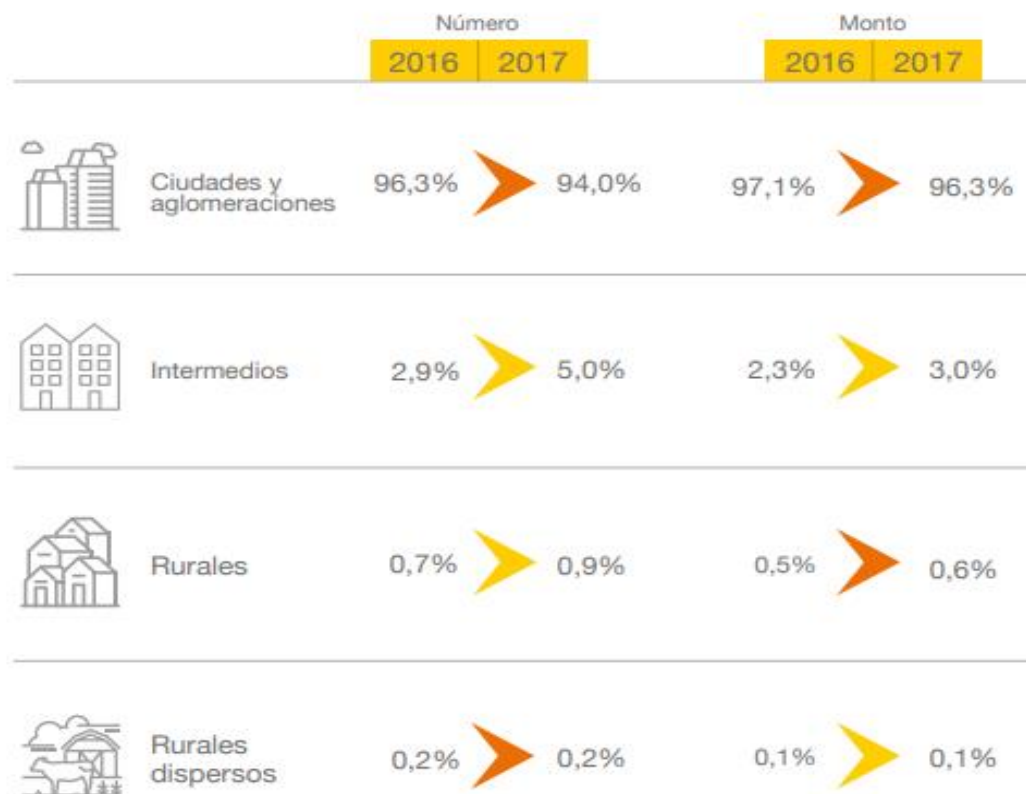 Número Monto
2016 2017 2016 2017
Ciudades y
aglomeraciones
96,3% 94,0% 97,1% 96,3%
Intermedios 2,9% 5,0% 2,3% 3,0%
Rurales 0,7% 0,9% 0,5% 0,6%
Rurales
dispersos
0,2% 0,2% 0,1% 0,1%